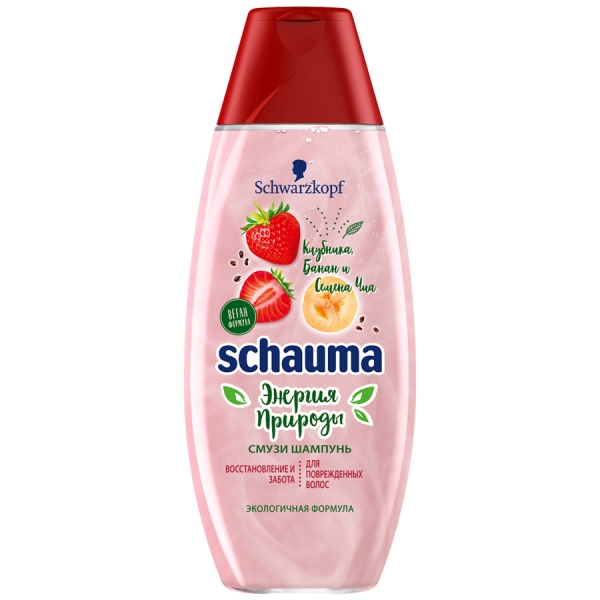 Schwarzkopf
Клубника,
Банан и
Семена Чиа
ВЕГАН
ФОРМУЛА
schauma
Энергия
Природы
СМУЗИ ШАМПУНЬ
ВОССТАНОВЛЕНИЕ И
ЗАБОТА
ДЛЯ
ПОВРЕЖДЕННЫХ
ВОЛОС
ЭКОЛОГИЧНАЯ ФОРМУЛА